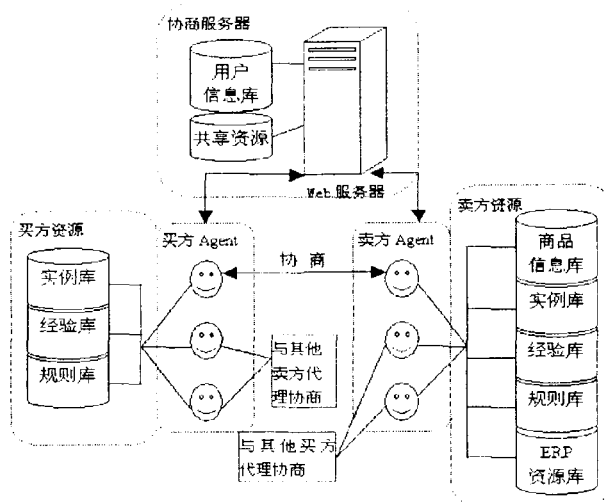 协商服务器
用户
信息库
共享资源
Web 服务器
买方资源
实例库
经验库
规则库
买方 Agent
协 商
卖方 Agent
与其他
卖方代
理协商
与其他买方
代理协商
卖方资源
商品
信息库
实例库
经验库
规则库
ERP
资源库